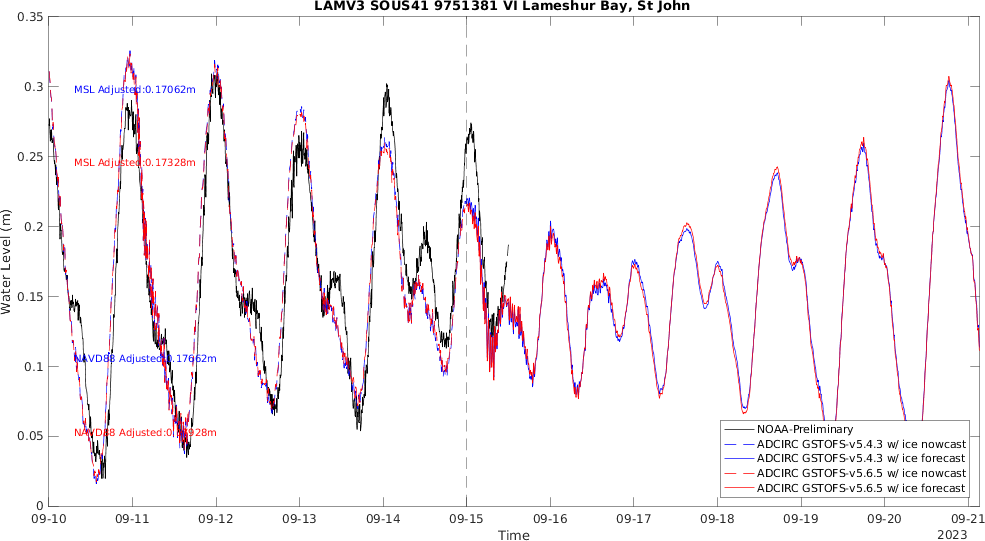 LAMV3 SOUS41 9751381 VI Lameshur Bay, St John
0.35
0.3
0.25
0.2
0.15
0.1
0.05
0
Water Level (m)
MSL Adjusted:0.17062m
MSL Adjusted:0.17328m
NAVD88 Adjusted:0.17662m
NAVD88 Adjusted:0.17928m
NOAA-Preliminary
ADCIRC GSTOFS-v5.4.3 w/ ice nowcast
ADCIRC GSTOFS-v5.4.3 w/ ice forecast
ADCIRC GSTOFS-v5.6.5 w/ ice nowcast
ADCIRC GSTOFS-v5.6.5 w/ ice forecast
09-10 09-11 09-12 09-13 09-14 09-15 09-16 09-17 09-18 09-19 09-20 09-21
Time
2023